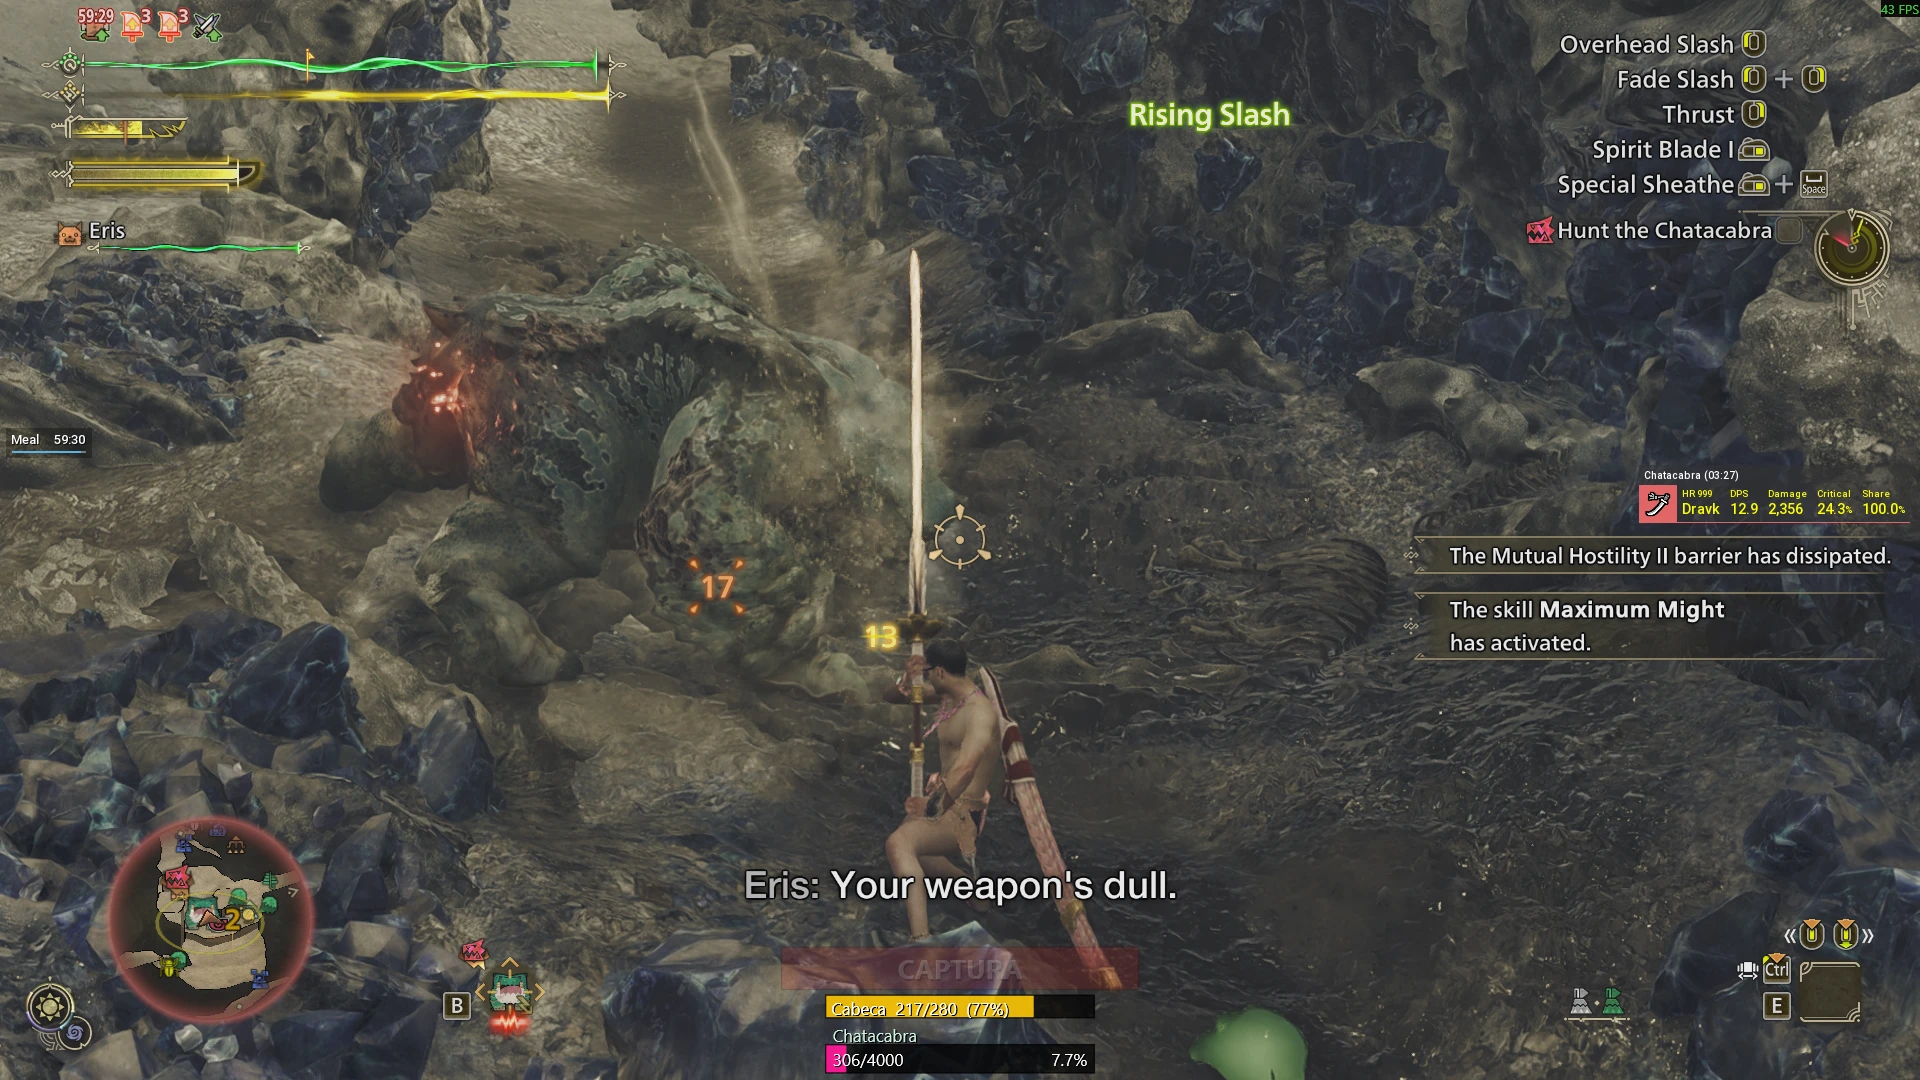 43 FPS
59:29
3
3
Overhead Slash
Fade Slash +
Thrust
Spirit Blade I
Special Sheathe + Space
Hunt the Chatacabra
Rising Slash
Eris
Meal 59:30
Chatacabra (03:27)
HR 999 DPS Damage Critical Share
Dravk 12.9 2,356 24.3% 100.0%
The Mutual Hostility II barrier has dissipated.
The skill Maximum Might
has activated.
17
13
2
Eris: Your weapon's dull.
CAPTURA
B
Cabeca 217/280 (77%)
Chatacabra
306/4000 7.7%
Ctrl
E